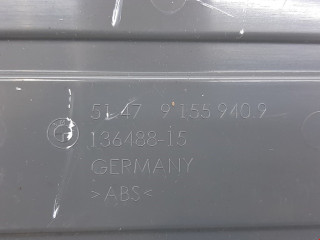 51.47 9 155 940.9
136488-15
GERMANY
>ABS<